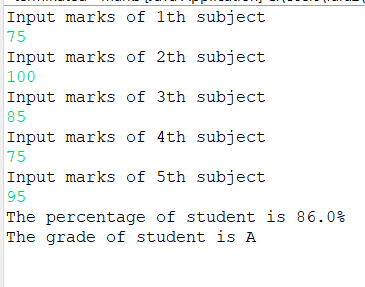 Input marks of 1th subject
75
Input marks of 2th subject
100
Input marks of 3th subject
85
Input marks of 4th subject
75
Input marks of 5th subject
95
The percentage of student is 86.0%
The grade of student is A